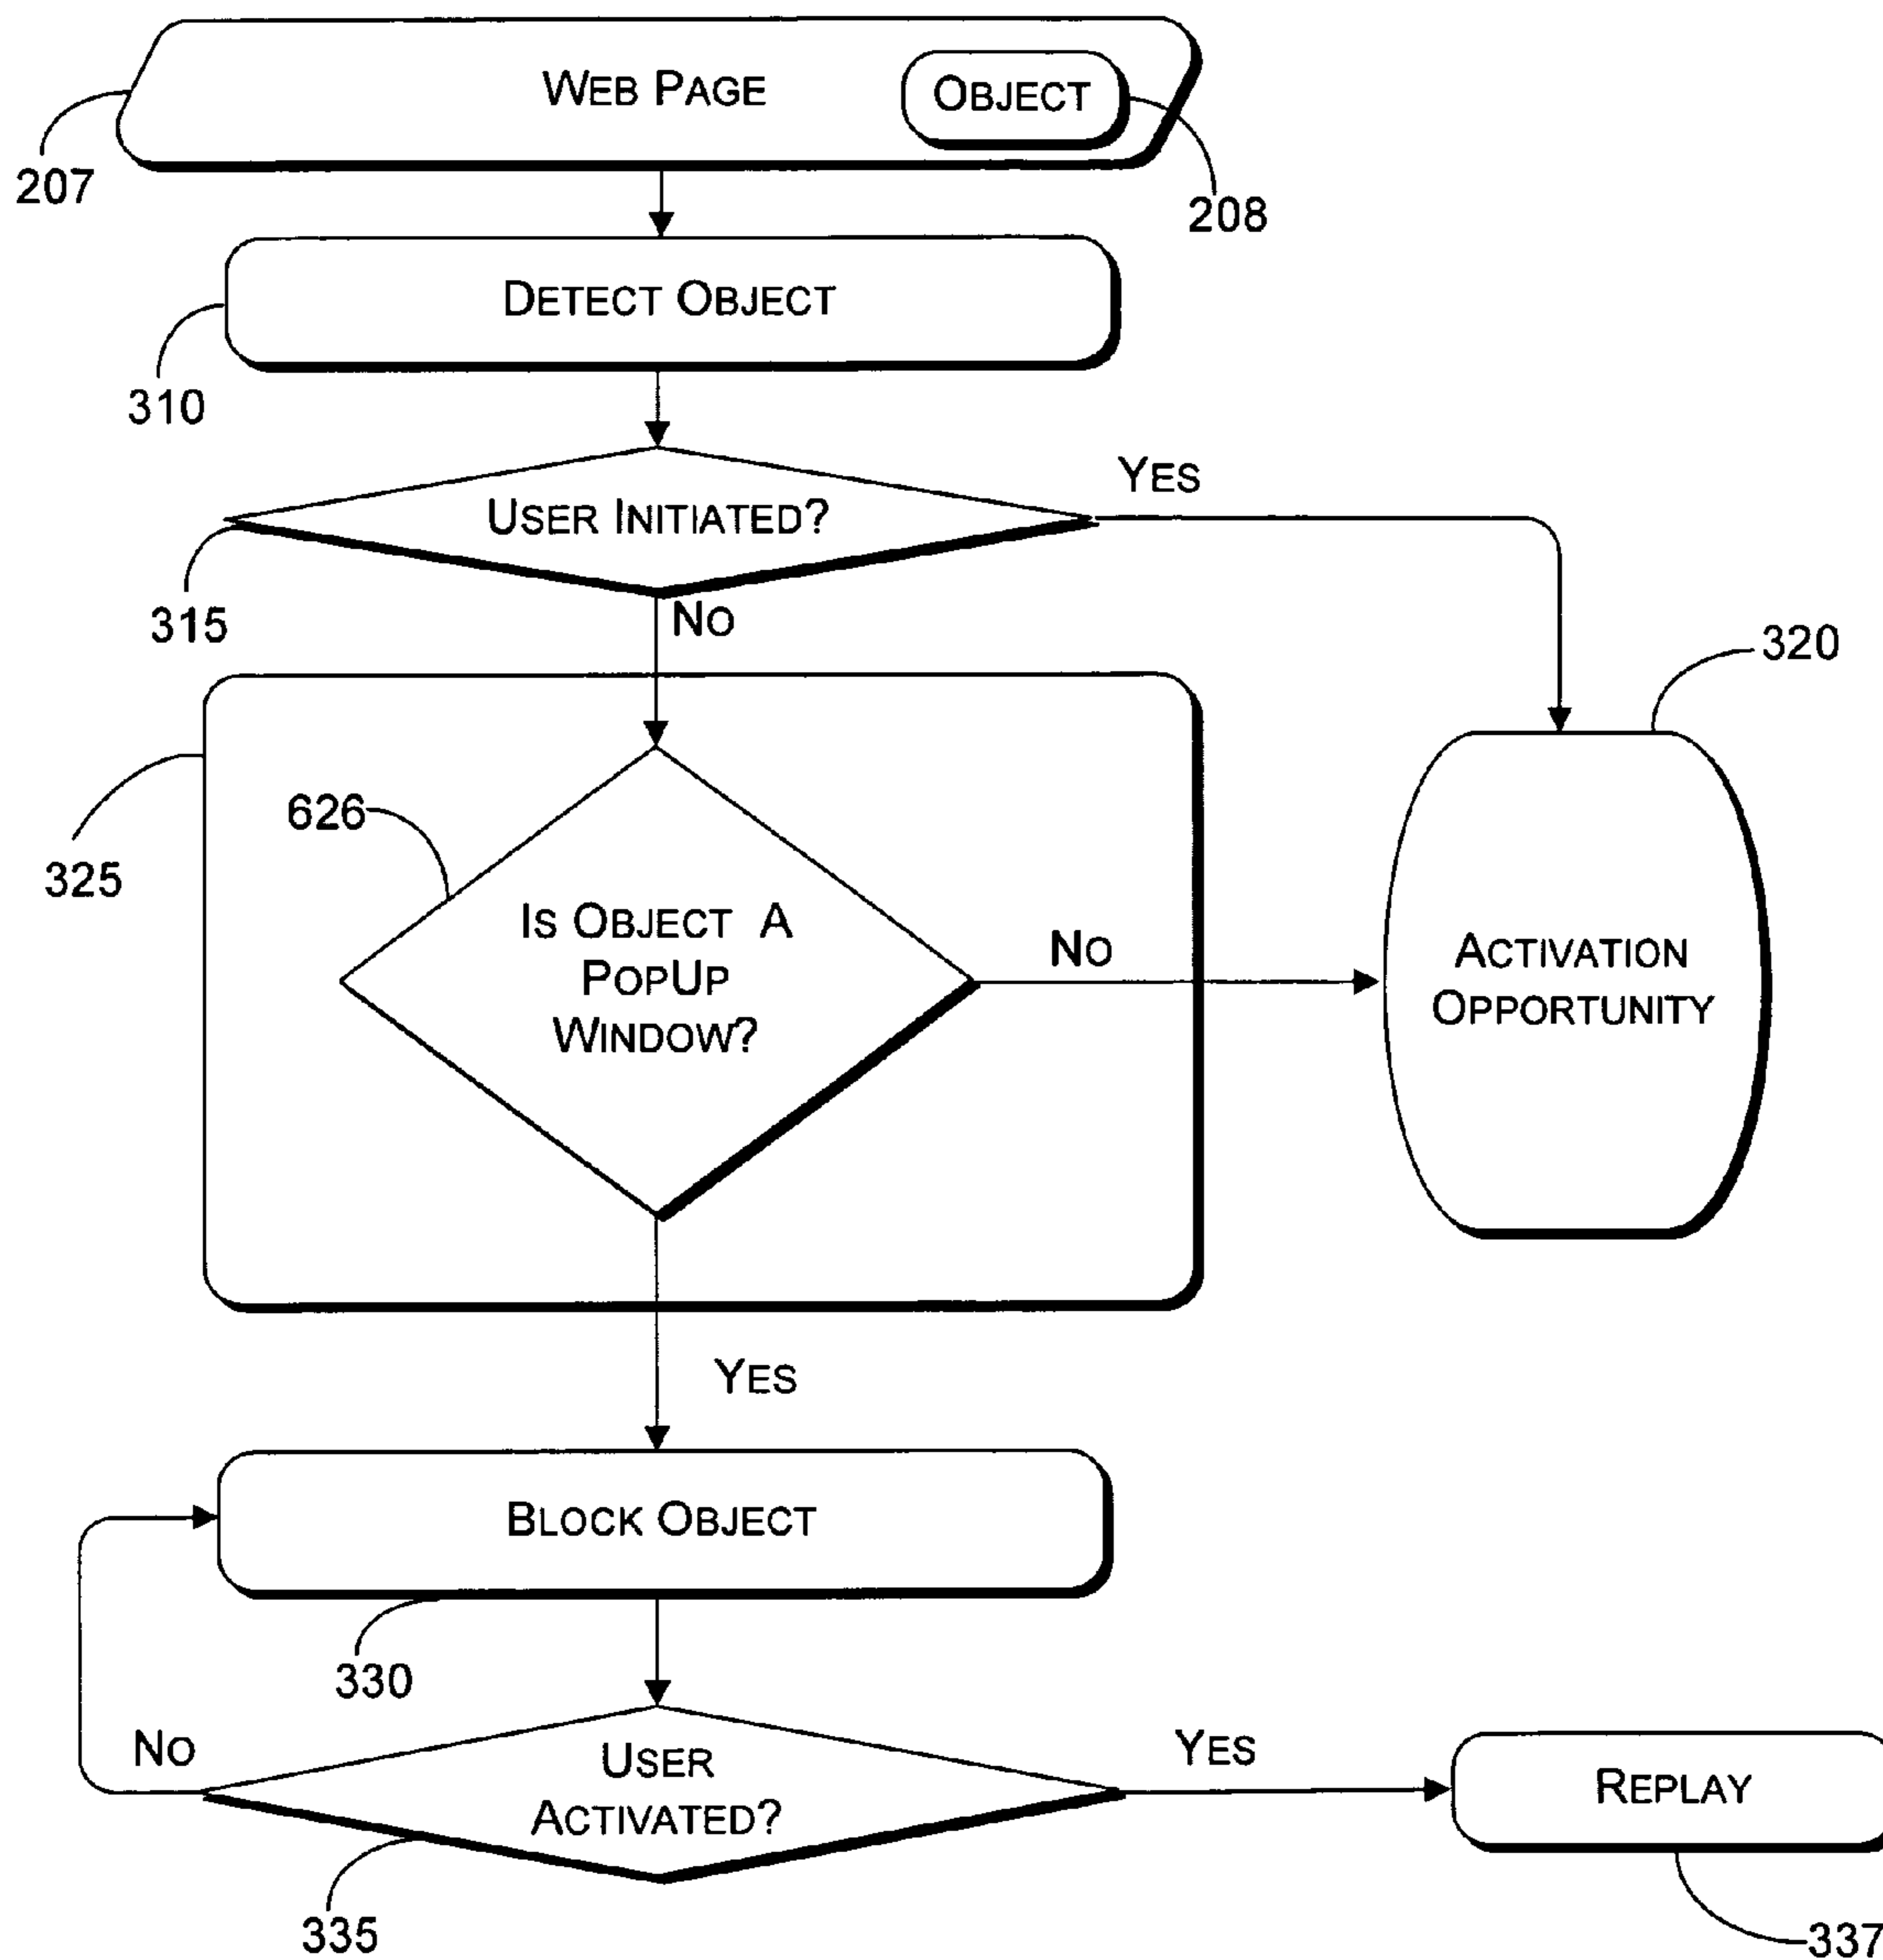 WEB PAGE
OBJECT
207
208
DETECT OBJECT
310
YES
USER INITIATED?
315
NO
320
626
325
IS OBJECT A
POPUP
WINDOW?
NO
ACTIVATION
OPPORTUNITY
YES
BLOCK OBJECT
330
NO
USER
ACTIVATED?
YES
REPLAY
335
337